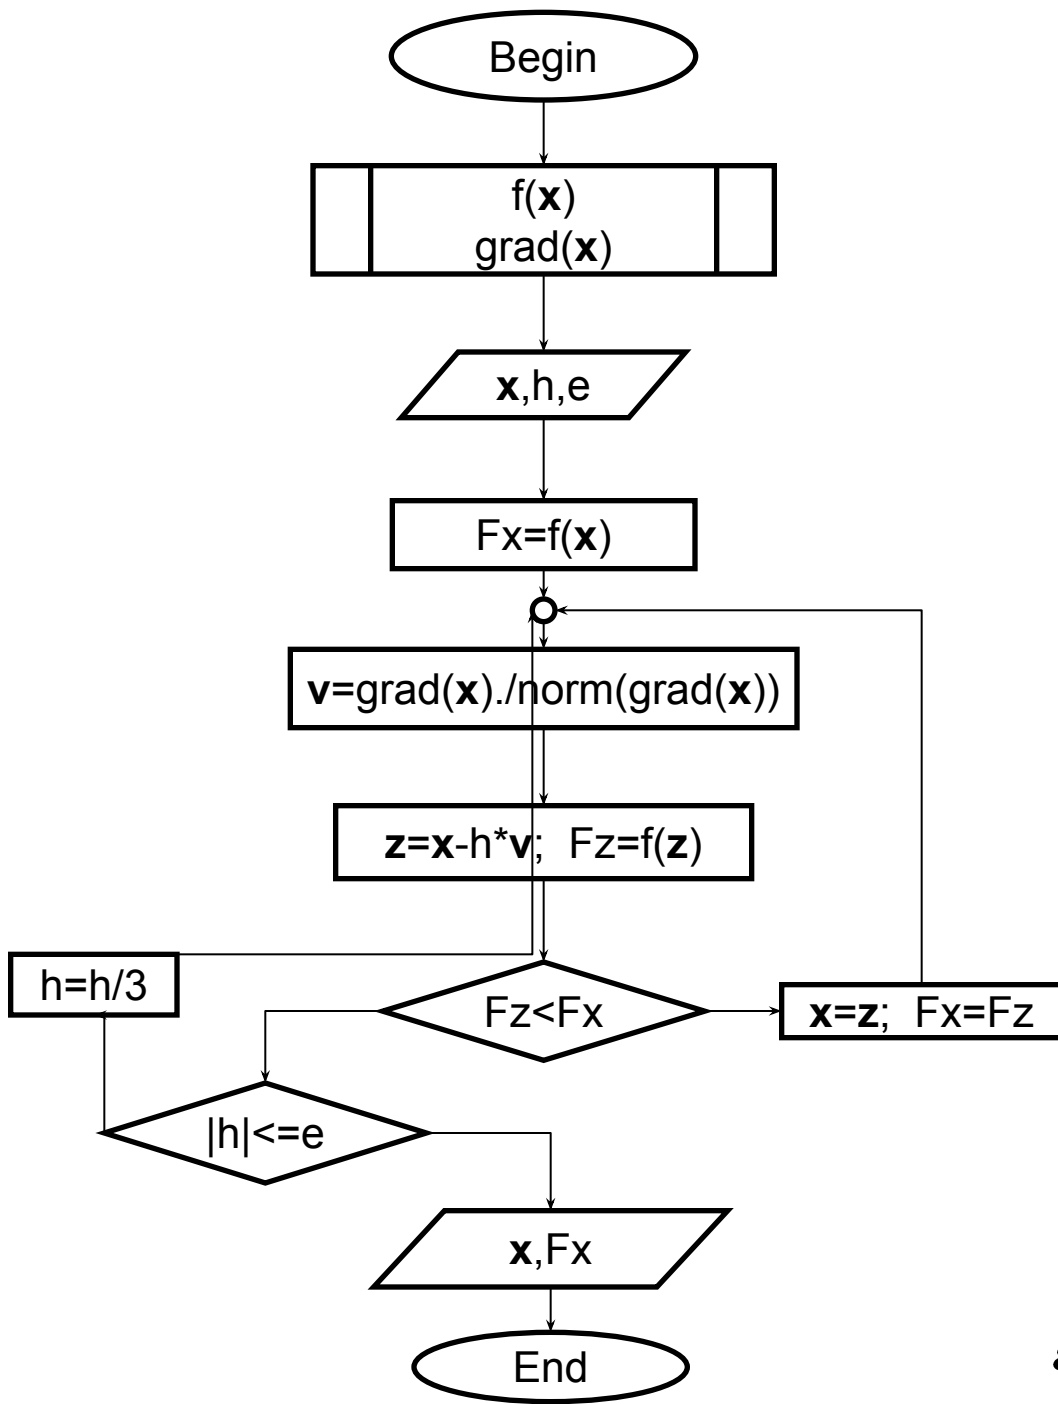 Begin
f(x)
grad(x)
x,h,e
Fx=f(x)
v=grad(x)./norm(grad(x))
z=x-h*v; Fz=f(z)
h=h/3
Fz<Fx
x=z; Fx=Fz
|h|<=e
x,Fx
End